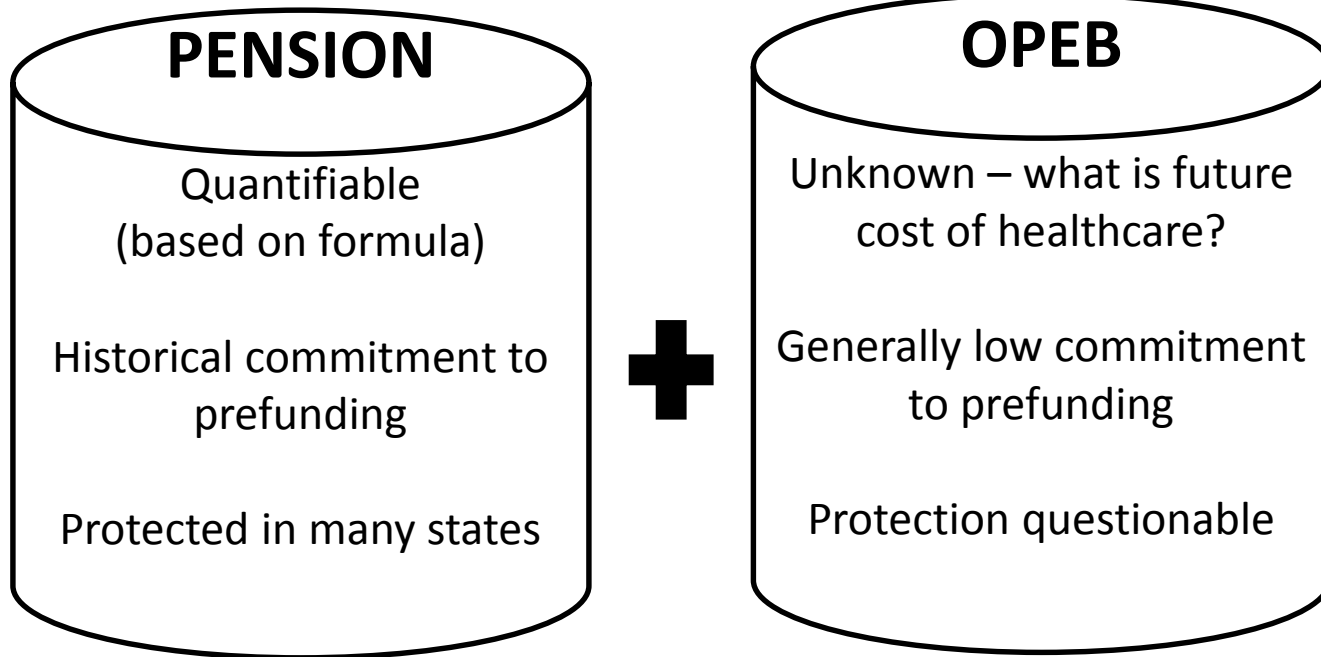 PENSION
Quantifiable
(based on formula)
Historical commitment to
prefunding
Protected in many states
OPEB
Unknown – what is future
cost of healthcare?
Generally low commitment
to prefunding
Protection questionable